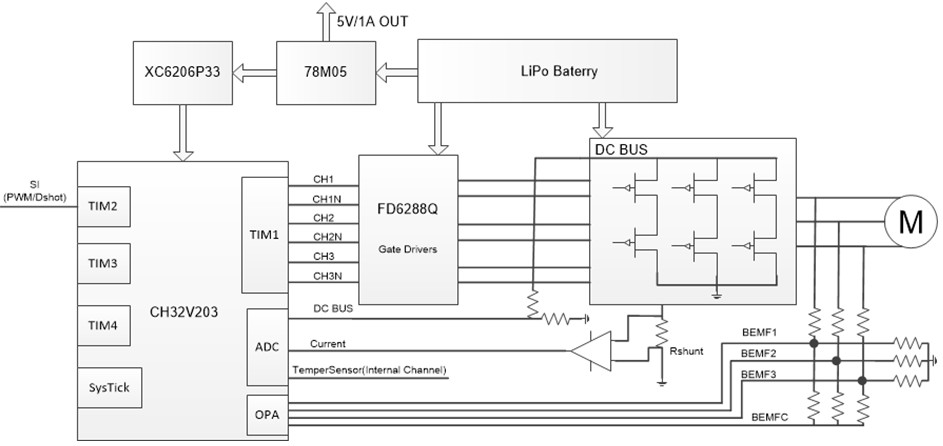 5V/1A OUT
XC6206P33
78M05
LiPo Baterry
DC BUS
SI
(PWM/Dshot)
TIM2
TIM3
TIM4
SysTick
CH32V203
TIM1
ADC
OPA
CH1
CH1N
CH2
CH2N
CH3
CH3N
FD6288Q
Gate Drivers
M
DC BUS
Current
TemperSensor(Internal Channel)
Rshunt
BEMF1
BEMF2
BEMF3
BEMFC